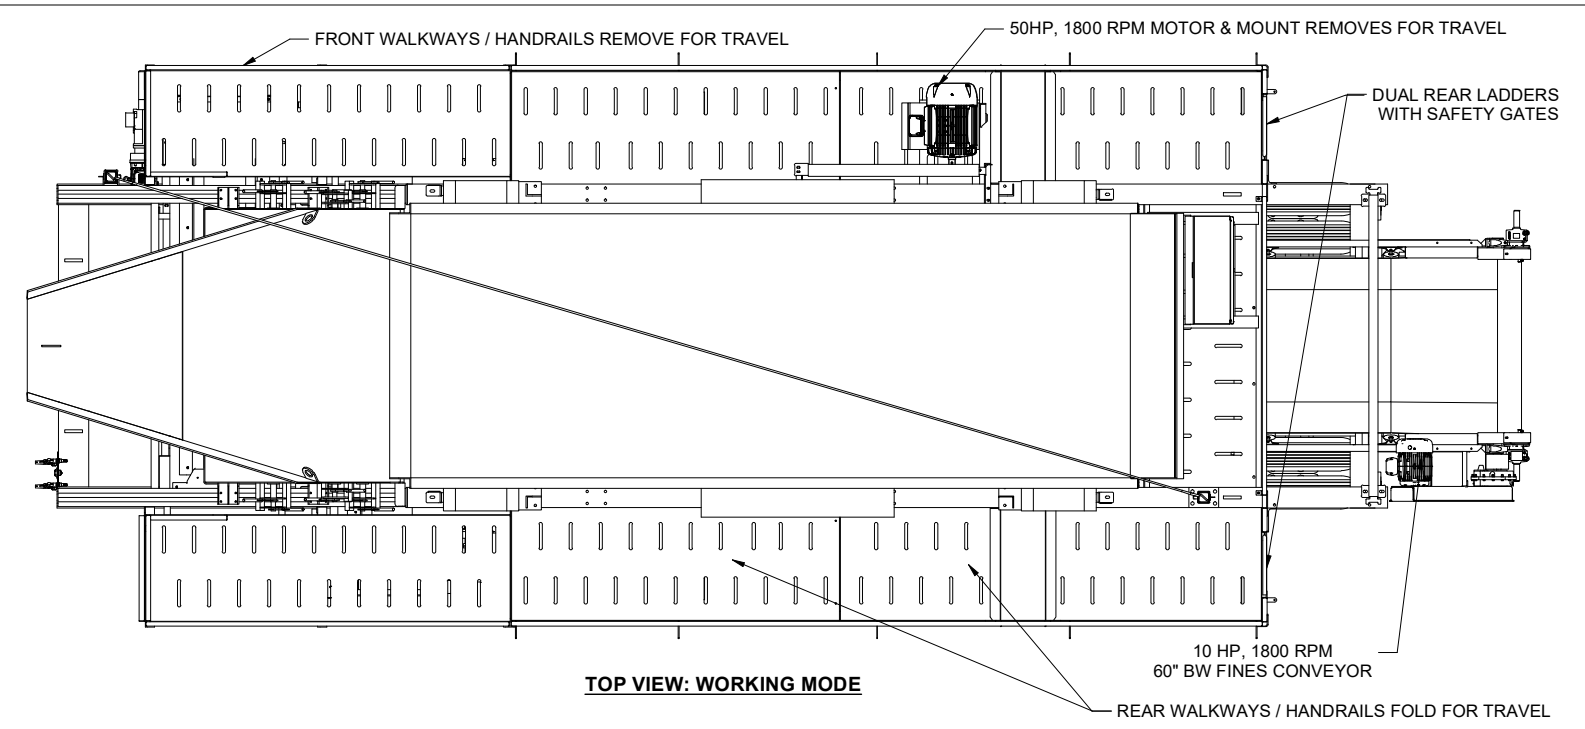 FRONT WALKWAYS / HANDRAILS REMOVE FOR TRAVEL
50HP, 1800 RPM MOTOR & MOUNT REMOVES FOR TRAVEL
DUAL REAR LADDERS
WITH SAFETY GATES
10 HP, 1800 RPM
60" BW FINES CONVEYOR
TOP VIEW: WORKING MODE
REAR WALKWAYS / HANDRAILS FOLD FOR TRAVEL